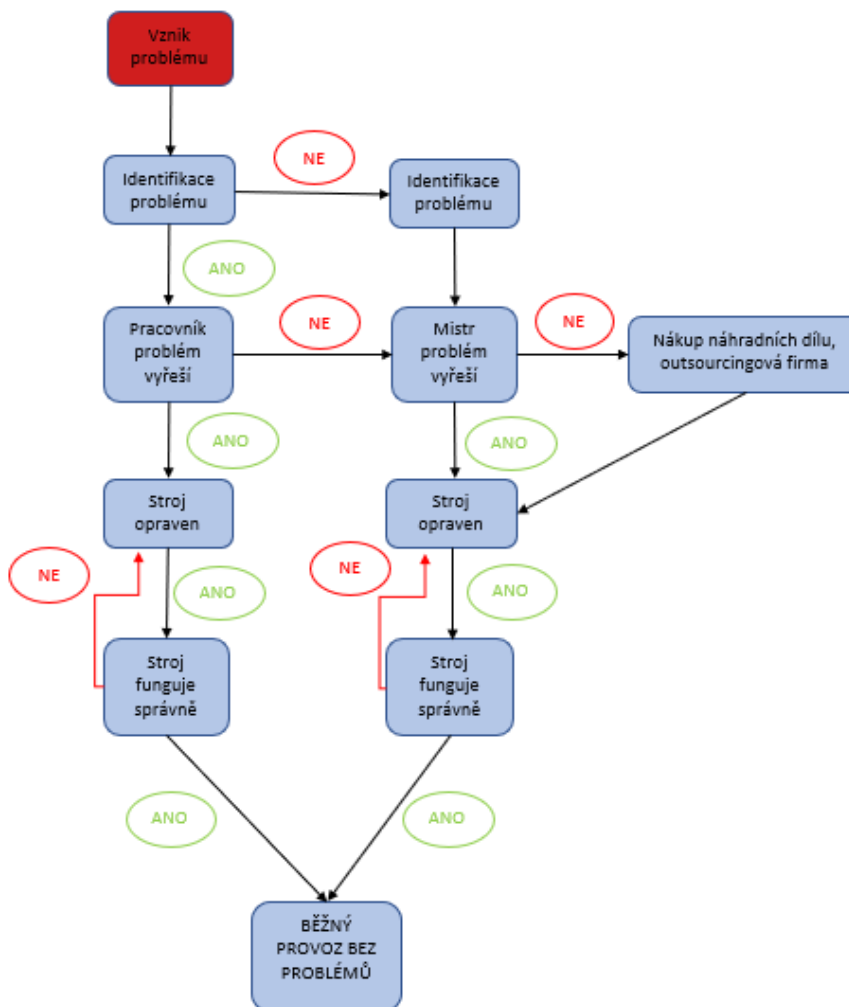 Vznik
problému
NE
Identifikace
problému
Identifikace
problému
ANO
NE
NE
Pracovník
problém
vyřeší
Mistr
problém
vyřeší
Nákup náhradních dílu,
outsourcingová firma
ANO
ANO
Stroj
opraven
Stroj
opraven
NE
ANO
NE
ANO
Stroj
funguje
správně
Stroj
funguje
správně
ANO
ANO
BĚŽNÝ
PROVOZ BEZ
PROBLÉMŮ